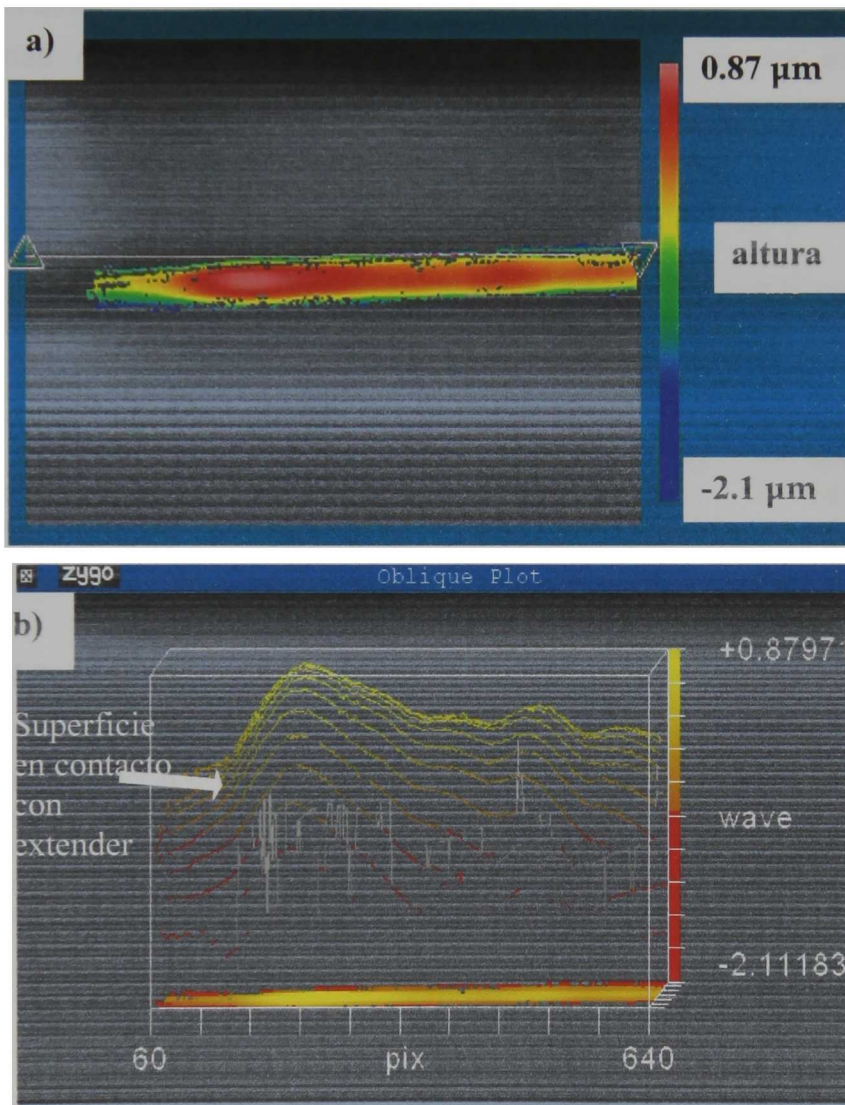 a)
0.87 µm
altura
-2.1 µm
zygo
Oblique Plot
b)
+0.87971
Superficie
en contacto
con
extender
wave
-2.11183
60
pix
640